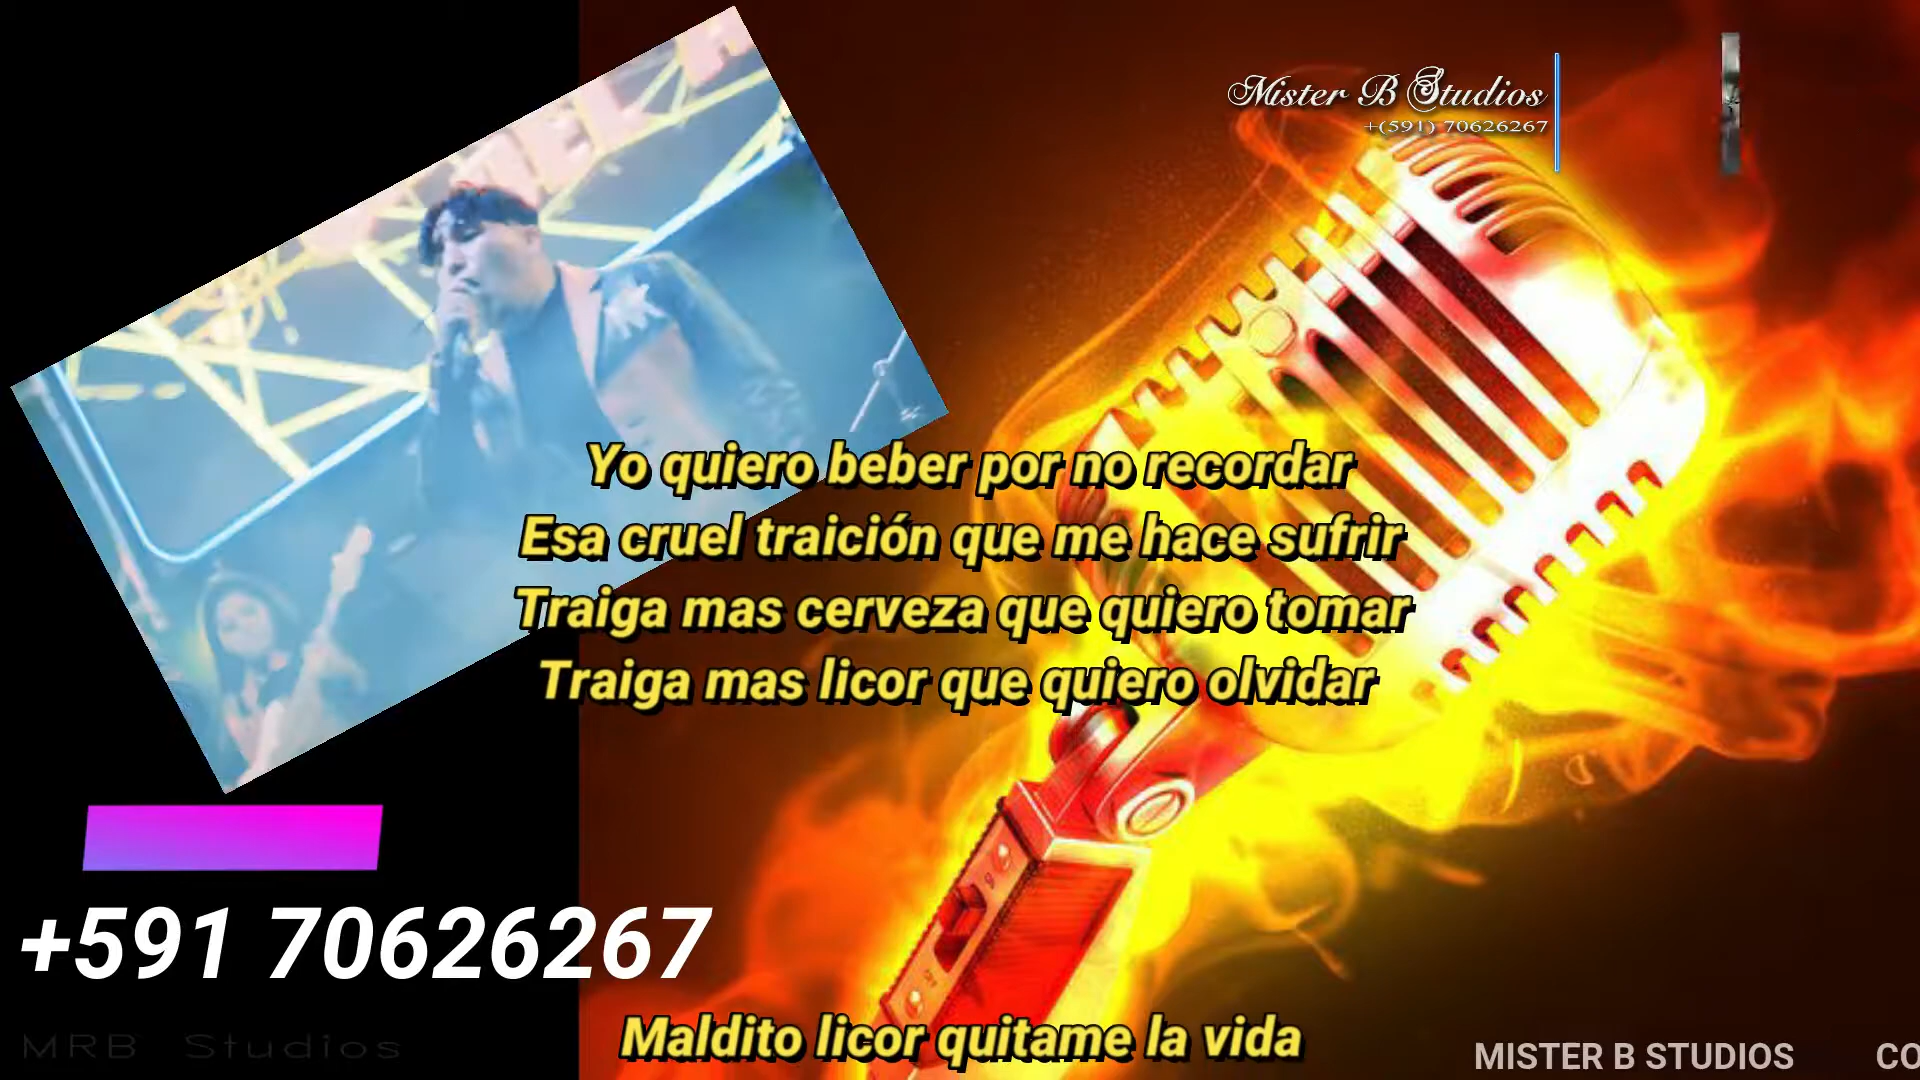 Mister B Studios
+(591) 70626267
Yo quiero beber por no recordar
Esa cruel traición que me hace sufrir
Traiga mas cerveza que quiero tomar
Traiga mas licor que quiero olvidar
+591 70626267
Maldito licor quitame la vida
MRB Studios
MISTER B STUDIOS
CO